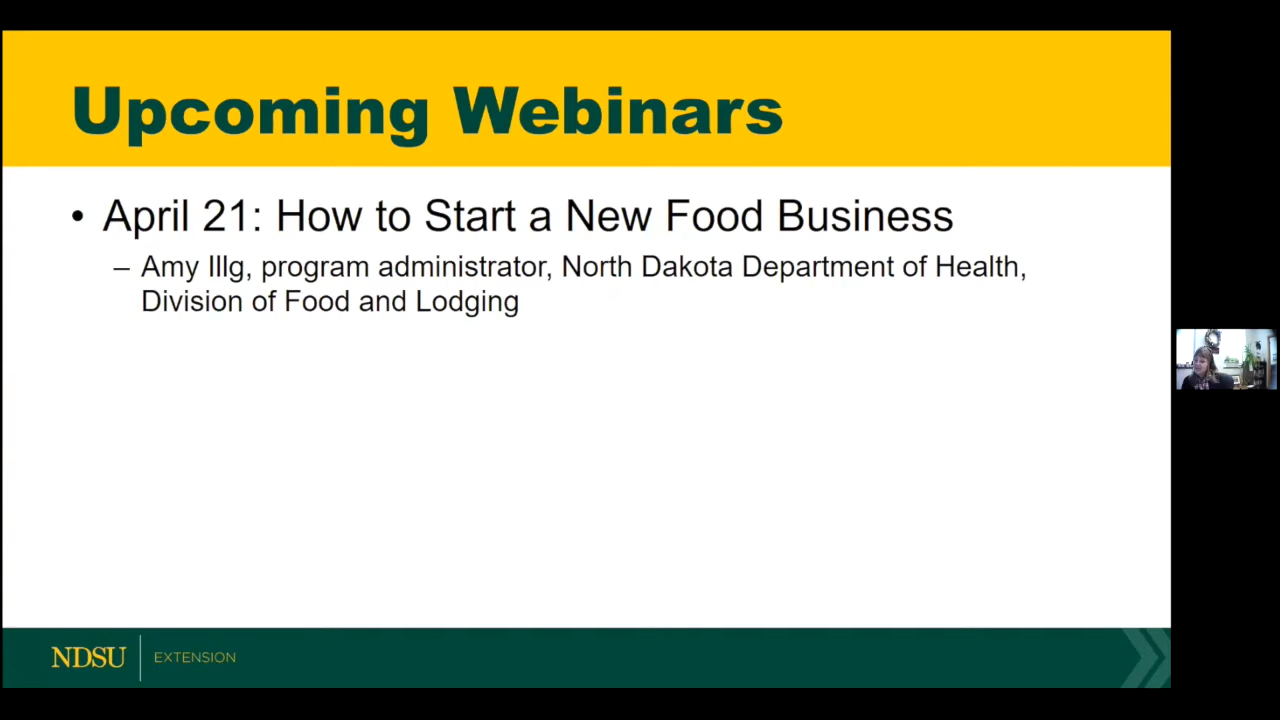 Upcoming Webinars
• April 21: How to Start a New Food Business
– Amy Illg, program administrator, North Dakota Department of Health,
Division of Food and Lodging
NDSU EXTENSION